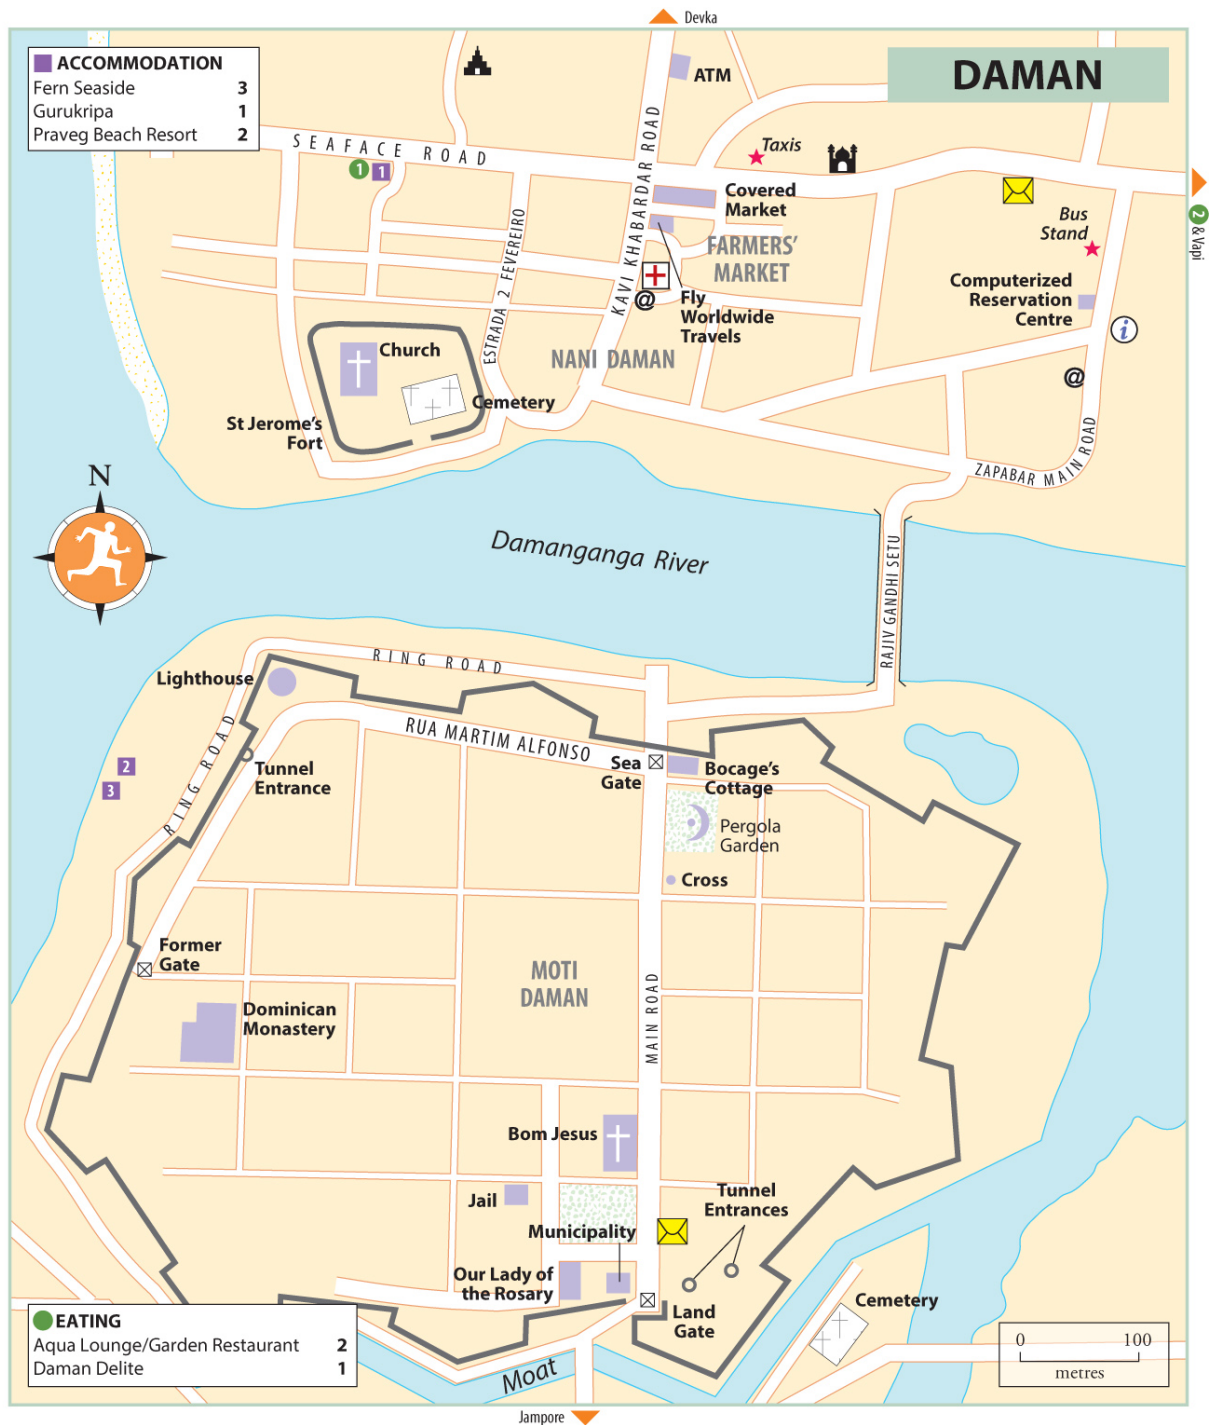 Devka
ACCOMMODATION
Fern Seaside 3
Gurukripa 1
Praveg Beach Resort 2
DAMAN
ATM
SEAFACE ROAD
Taxis
1
1
KAVI KHABARDAR ROAD
Covered
Market
2 & Vapi
Bus
Stand
ESTRADA 2 FEVEREIRO
FARMERS'
MARKET
@
Fly
Worldwide
Travels
Computerized
Reservation
Centre
i
Church
NANI DAMAN
@
Cemetery
St Jerome's
Fort
ZAPABAR MAIN ROAD
N
Damanganga River
RAJIV GANDHI SETU
RING ROAD
Lighthouse
RING ROAD
RUA MARTIM ALFONSO
Sea
Gate
Bocage's
Cottage
2
3
Tunnel
Entrance
Pergola
Garden
Cross
Former
Gate
MOTI
DAMAN
MAIN ROAD
Dominican
Monastery
Bom Jesus
Jail
Tunnel
Entrances
Municipality
Our Lady of
the Rosary
Land
Gate
Cemetery
EATING
Aqua Lounge/Garden Restaurant 2
Daman Delite 1
0 100
metres
Moat
Jampore